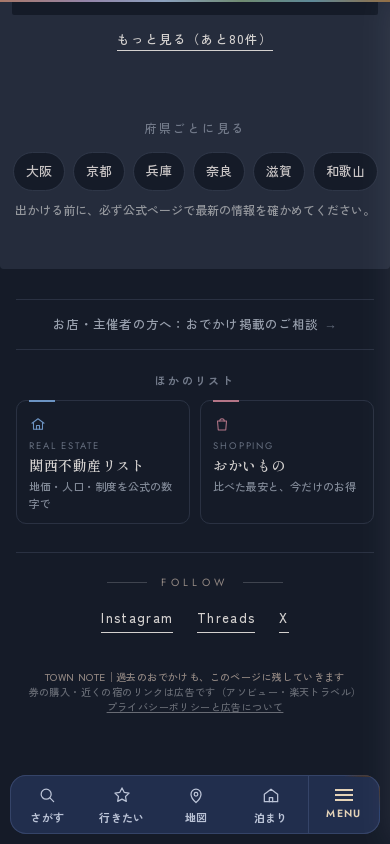 もっと見る（あと80件）
府県ごとに見る
大阪 京都 兵庫 奈良 滋賀 和歌山
出かける前に、必ず公式ページで最新の情報を確かめてください。
お店・主催者の方へ：おでかけ掲載のご相談 →
ほかのリスト
REAL ESTATE
関西不動産リスト
地価・人口・制度を公式の数
字で
SHOPPING
おかいもの
比べた最安と、今だけのお得
FOLLOW
Instagram Threads X
TOWN NOTE｜過去のおでかけも、このページに残していきます
券の購入・近くの宿のリンクは広告です（アソビュー・楽天トラベル）
プライバシーポリシーと広告について
さがす 行きたい 地図 泊まり MENU